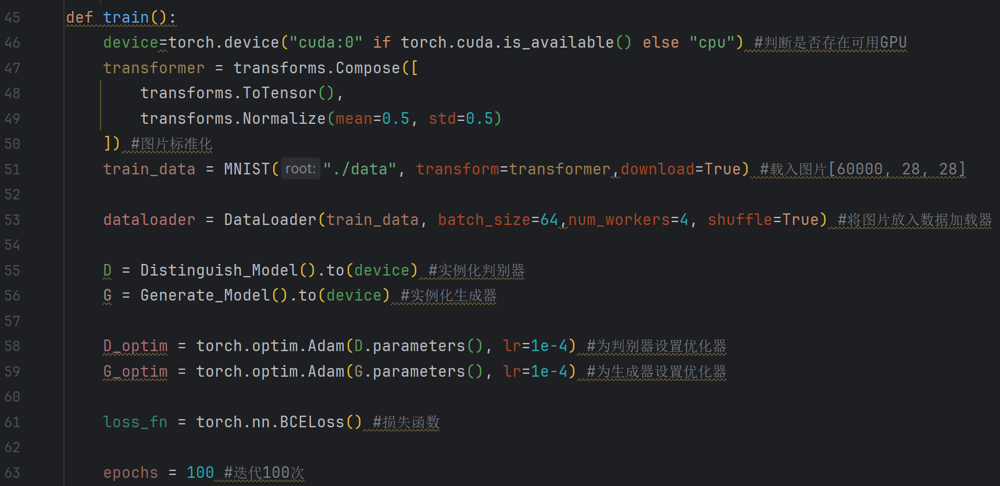 45 def train():
46 device=torch.device("cuda:0" if torch.cuda.is_available() else "cpu") #判断是否存在可用GPU
47 transformer = transforms.Compose([
48 transforms.ToTensor(),
49 transforms.Normalize(mean=0.5, std=0.5)
50 ]) #图片标准化
51 train_data = MNIST( root: "./data", transform=transformer,download=True) #载入图片[60000, 28, 28]
52
53 dataloader = DataLoader(train_data, batch_size=64,num_workers=4, shuffle=True) #将图片放入数据加载器
54
55 D = Distinguish_Model().to(device) #实例化判别器
56 G = Generate_Model().to(device) #实例化生成器
57
58 D_optim = torch.optim.Adam(D.parameters(), lr=1e-4) #为判别器设置优化器
59 G_optim = torch.optim.Adam(G.parameters(), lr=1e-4) #为生成器设置优化器
60
61 loss_fn = torch.nn.BCELoss() #损失函数
62
63 epochs = 100 #迭代100次